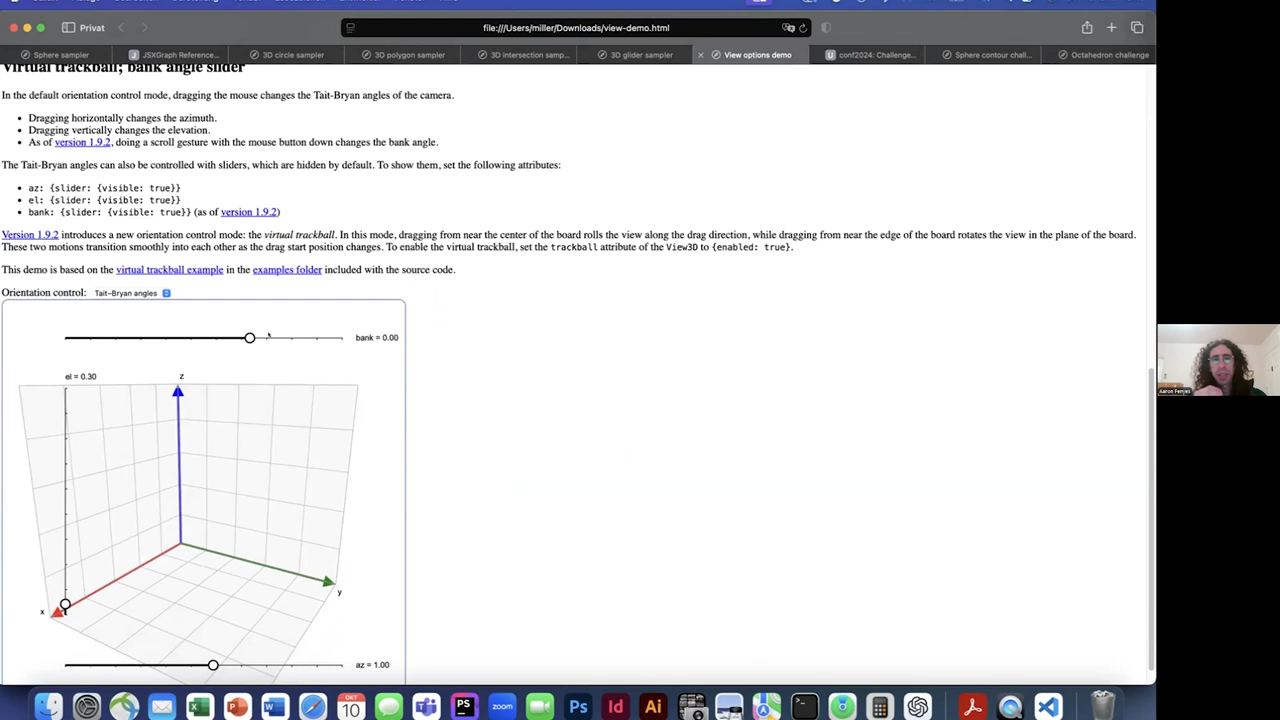 Privat
file:///Users/miller/Downloads/view-demo.html
Sphere sampler
JSXGraph Reference...
3D circle sampler
3D polygon sampler
3D intersection samp...
3D glider sampler
View options demo
conf2024: Challenge...
Sphere contour chall...
Octahedron challenge
Virtual trackball; bank angle slider
In the default orientation control mode, dragging the mouse changes the Tait-Bryan angles of the camera.
• Dragging horizontally changes the azimuth.
• Dragging vertically changes the elevation.
• As of version 1.9.2, doing a scroll gesture with the mouse button down changes the bank angle.
The Tait-Bryan angles can also be controlled with sliders, which are hidden by default. To show them, set the following attributes:
• az: {slider: {visible: true}}
• el: {slider: {visible: true}}
• bank: {slider: {visible: true}} (as of version 1.9.2)
Version 1.9.2 introduces a new orientation control mode: the virtual trackball. In this mode, dragging from near the center of the board rolls the view along the drag direction, while dragging from near the edge of the board rotates the view in the plane of the board.
These two motions transition smoothly into each other as the drag start position changes. To enable the virtual trackball, set the trackball attribute of the View3D to {enabled: true}.
This demo is based on the virtual trackball example in the examples folder included with the source code.
Orientation control: Tait–Bryan angles
bank = 0.00
el = 0.30
z
y
x
az = 1.00
Aaron Fenyes
OKT
10
PS
zoom
Ps
Id
Ai